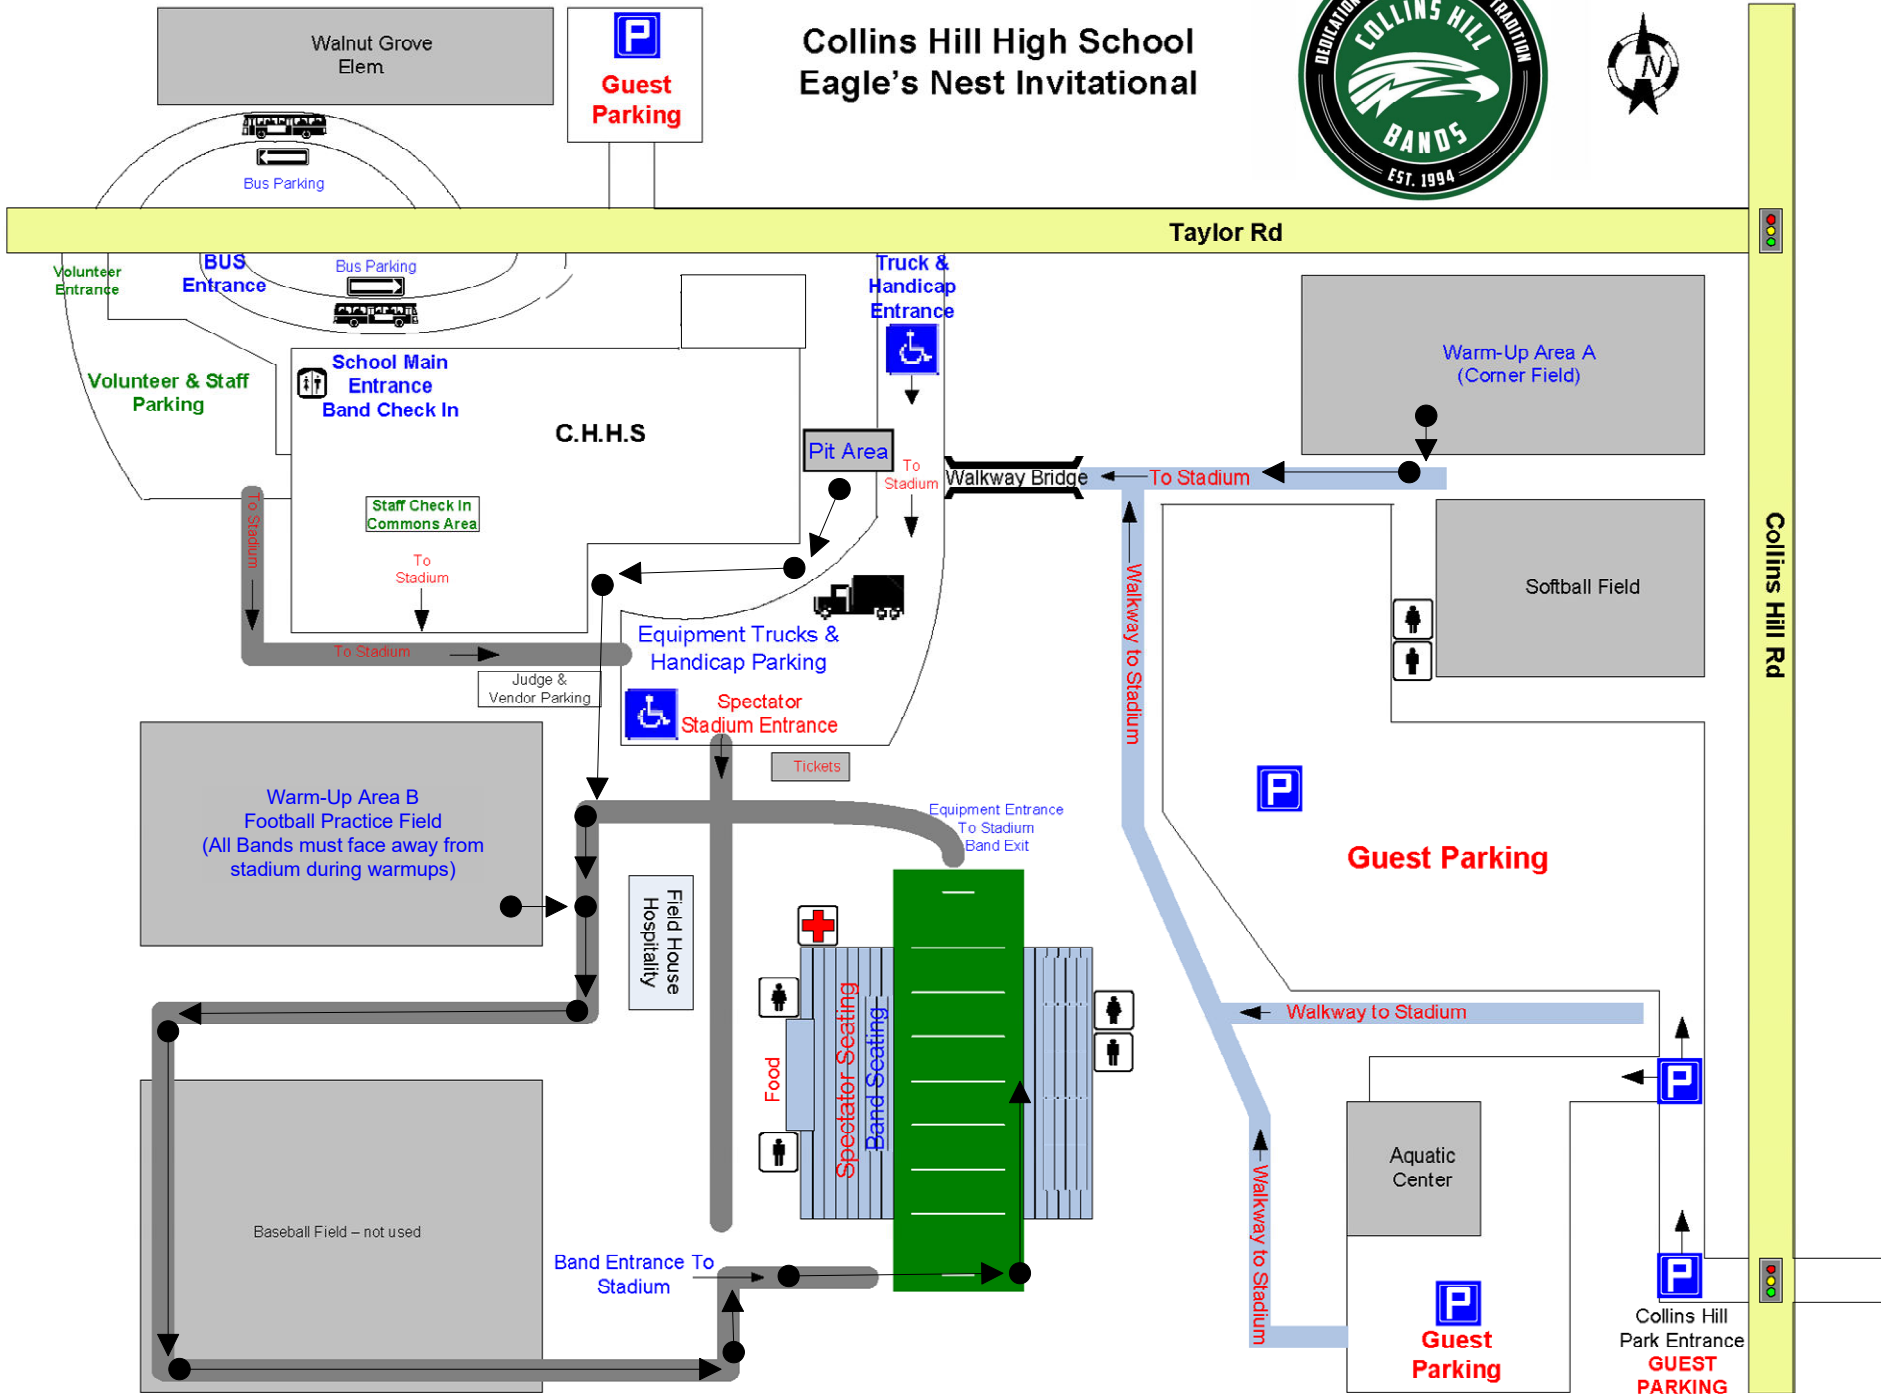 Walnut Grove
Elem.
P
Guest
Parking
Collins Hill High School
Eagle's Nest Invitational
DEDICATION
TRADITION
COLLINS HILL
BANDS
EST. 1994
N
Bus Parking
Taylor Rd
Volunteer
Entrance
BUS
Entrance
Bus Parking
Truck &
Handicap
Entrance
Volunteer & Staff
Parking
School Main
Entrance
Band Check In
C.H.H.S
Pit Area
To
Stadium
Walkway Bridge
To Stadium
Warm-Up Area A
(Corner Field)
To Stadium
Staff Check In
Commons Area
To
Stadium
Softball Field
Collins Hill Rd
Walkway to Stadium
Equipment Trucks &
Handicap Parking
To Stadium
Judge &
Vendor Parking
Spectator
Stadium Entrance
Tickets
Warm-Up Area B
Football Practice Field
(All Bands must face away from
stadium during warmups)
Equipment Entrance
To Stadium
Band Exit
P
Guest Parking
Field House
Hospitality
Walkway to Stadium
Food
Spectator Seating
Band Seating
P
Aquatic
Center
Baseball Field – not used
Band Entrance To
Stadium
Walkway to Stadium
P
Guest
Parking
P
Collins Hill
Park Entrance
GUEST
PARKING